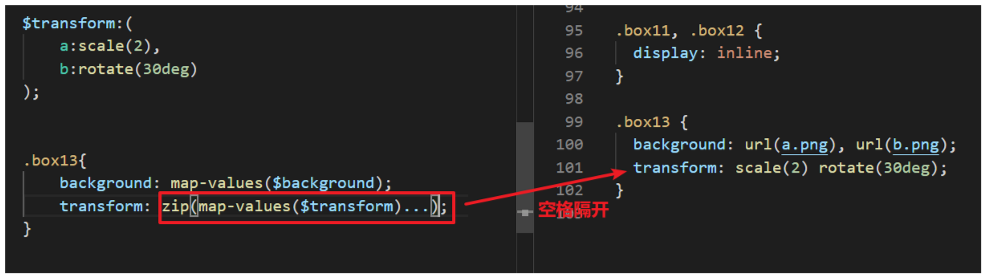 $transform:(
    a:scale(2),
    b:rotate(30deg)
);
.box13{
    background: map-values($background);
    transform: zip(map-values($transform)...);
}
94
95 .box11, .box12 {
96   display: inline;
97 }
98
99 .box13 {
100   background: url(a.png), url(b.png);
101   transform: scale(2) rotate(30deg);
102 }
103
空格隔开